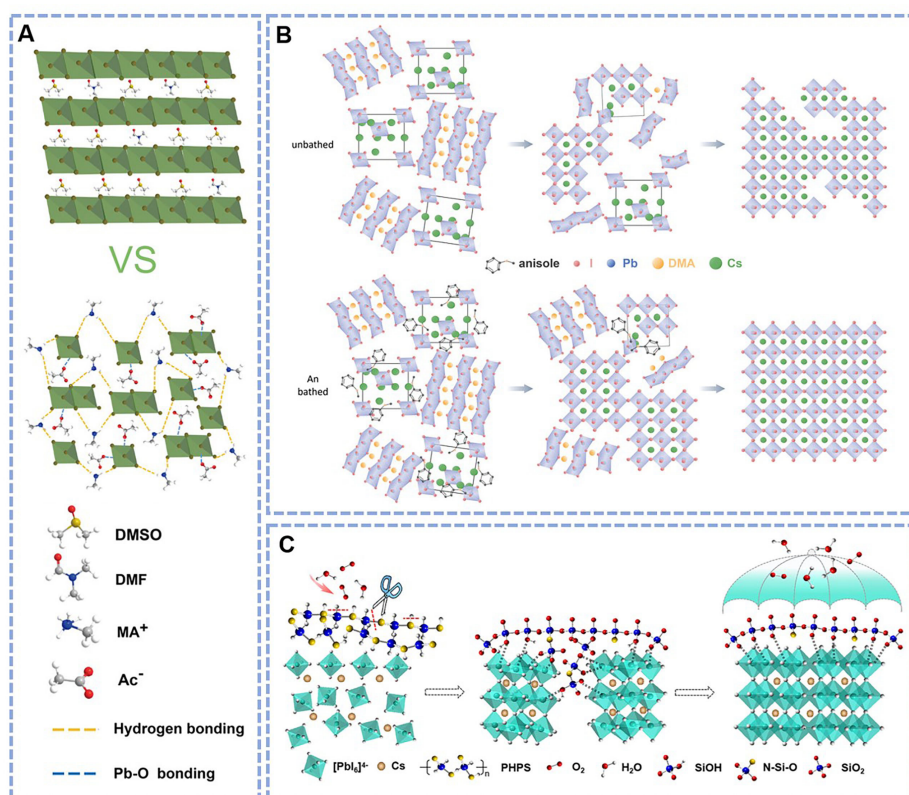 A
VS
DMSO
DMF
MA+
Ac-
Hydrogen bonding
Pb-O bonding
B
unbathed
anisole I Pb DMA Cs
An
bathed
C
[PbI6]4- Cs n PHPS O2 H2O SiOH N-Si-O SiO2